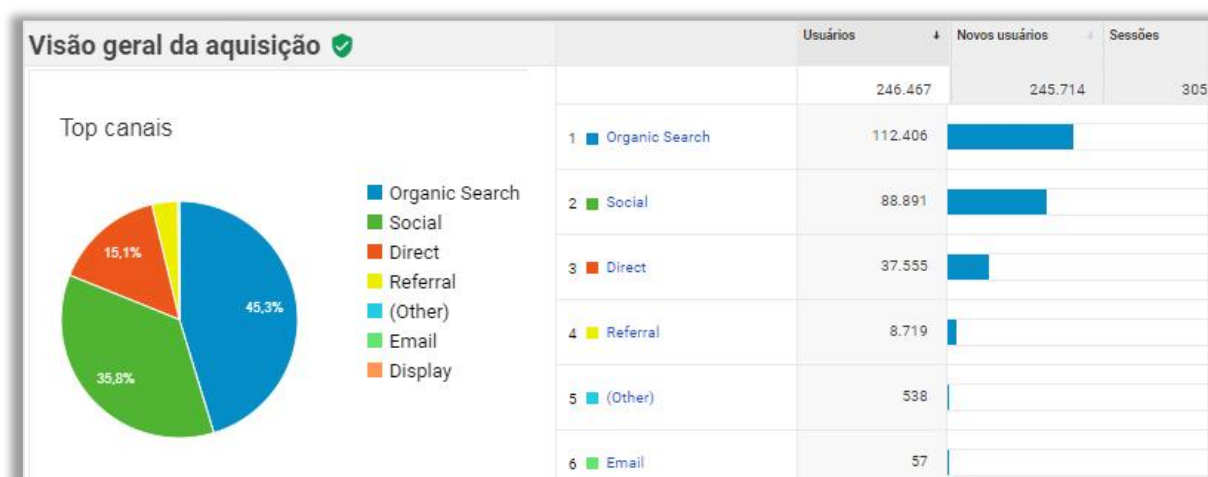 Visão geral da aquisição
Top canais
Organic Search
Social
Direct
Referral
(Other)
Email
Display
15,1%
45,3%
35,8%
Usuários
Novos usuários
Sessões
246.467
245.714
305
1 Organic Search 112.406
2 Social 88.891
3 Direct 37.555
4 Referral 8.719
5 (Other) 538
6 Email 57